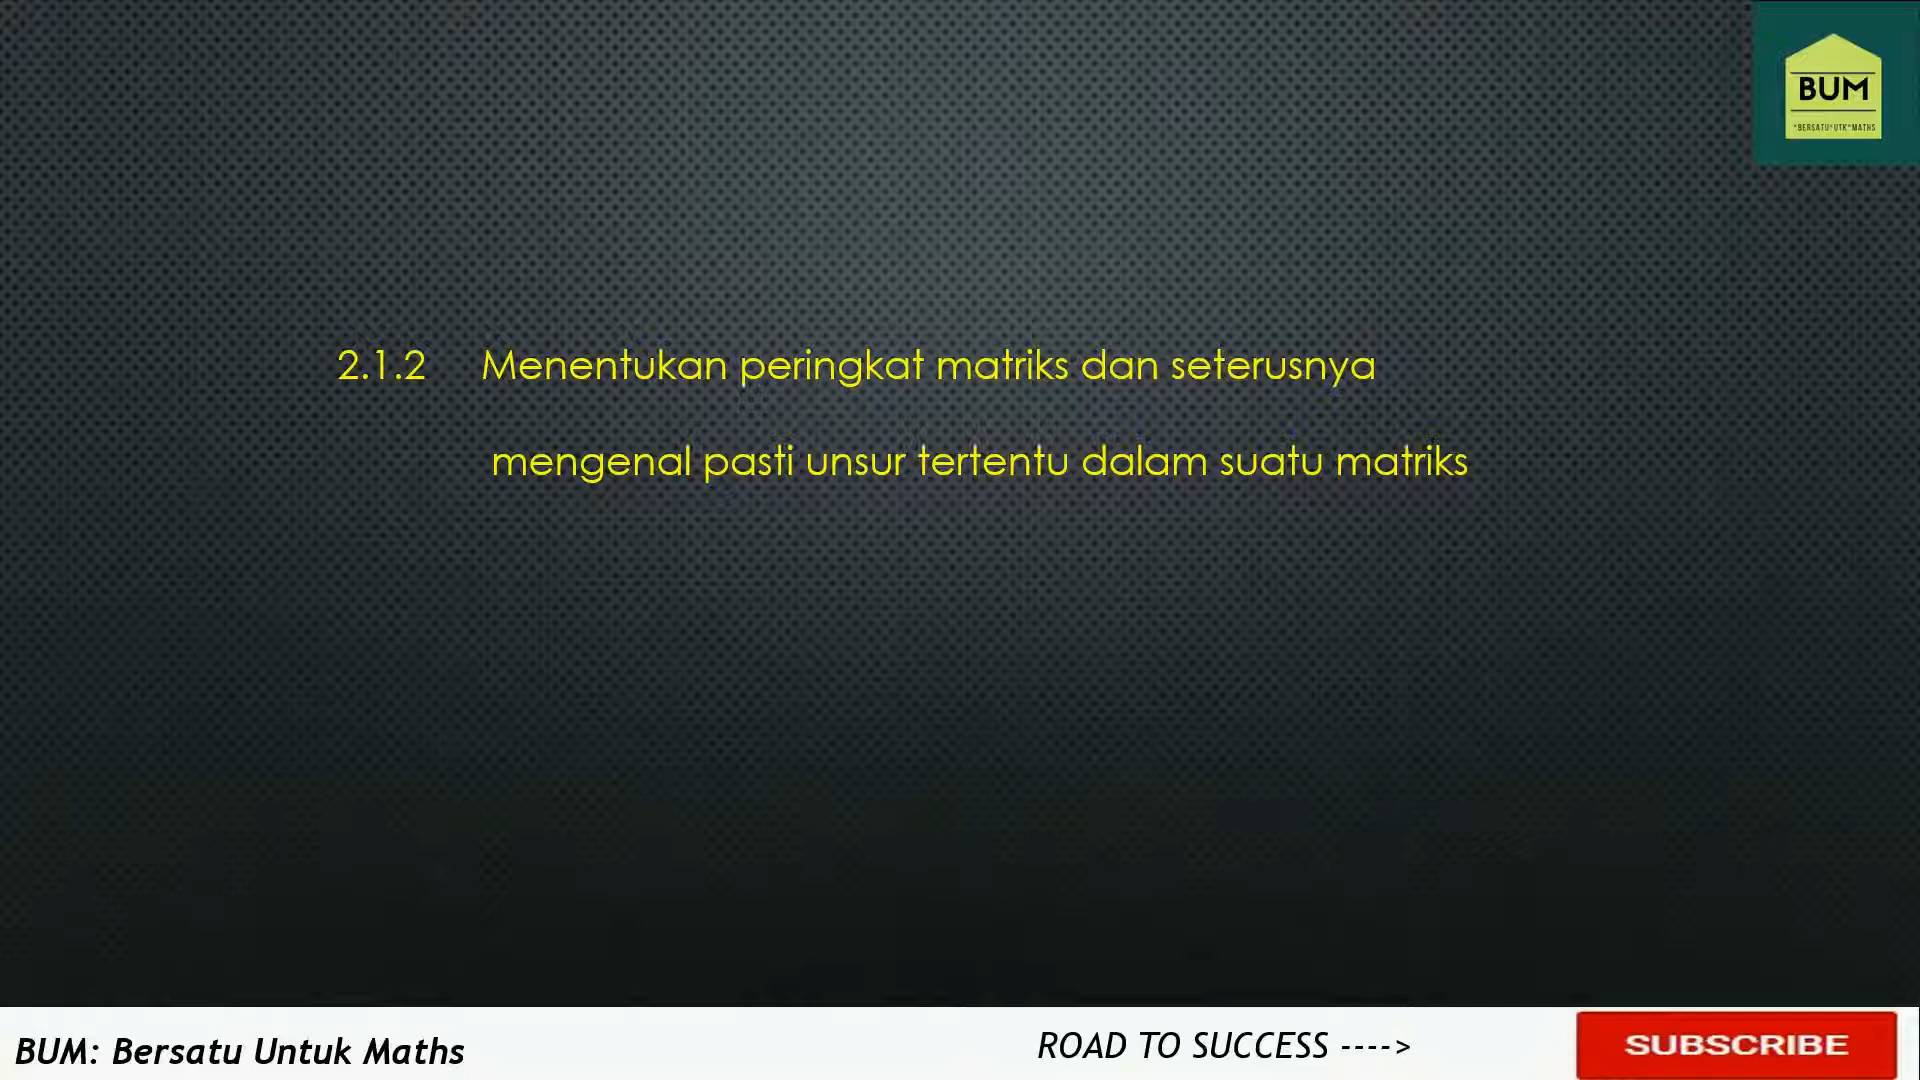 BUM
"BERSATU"UTK"MATHS
2.1.2 Menentukan peringkat matriks dan seterusnya
mengenal pasti unsur tertentu dalam suatu matriks
BUM: Bersatu Untuk Maths
ROAD TO SUCCESS ---->
SUBSCRIBE